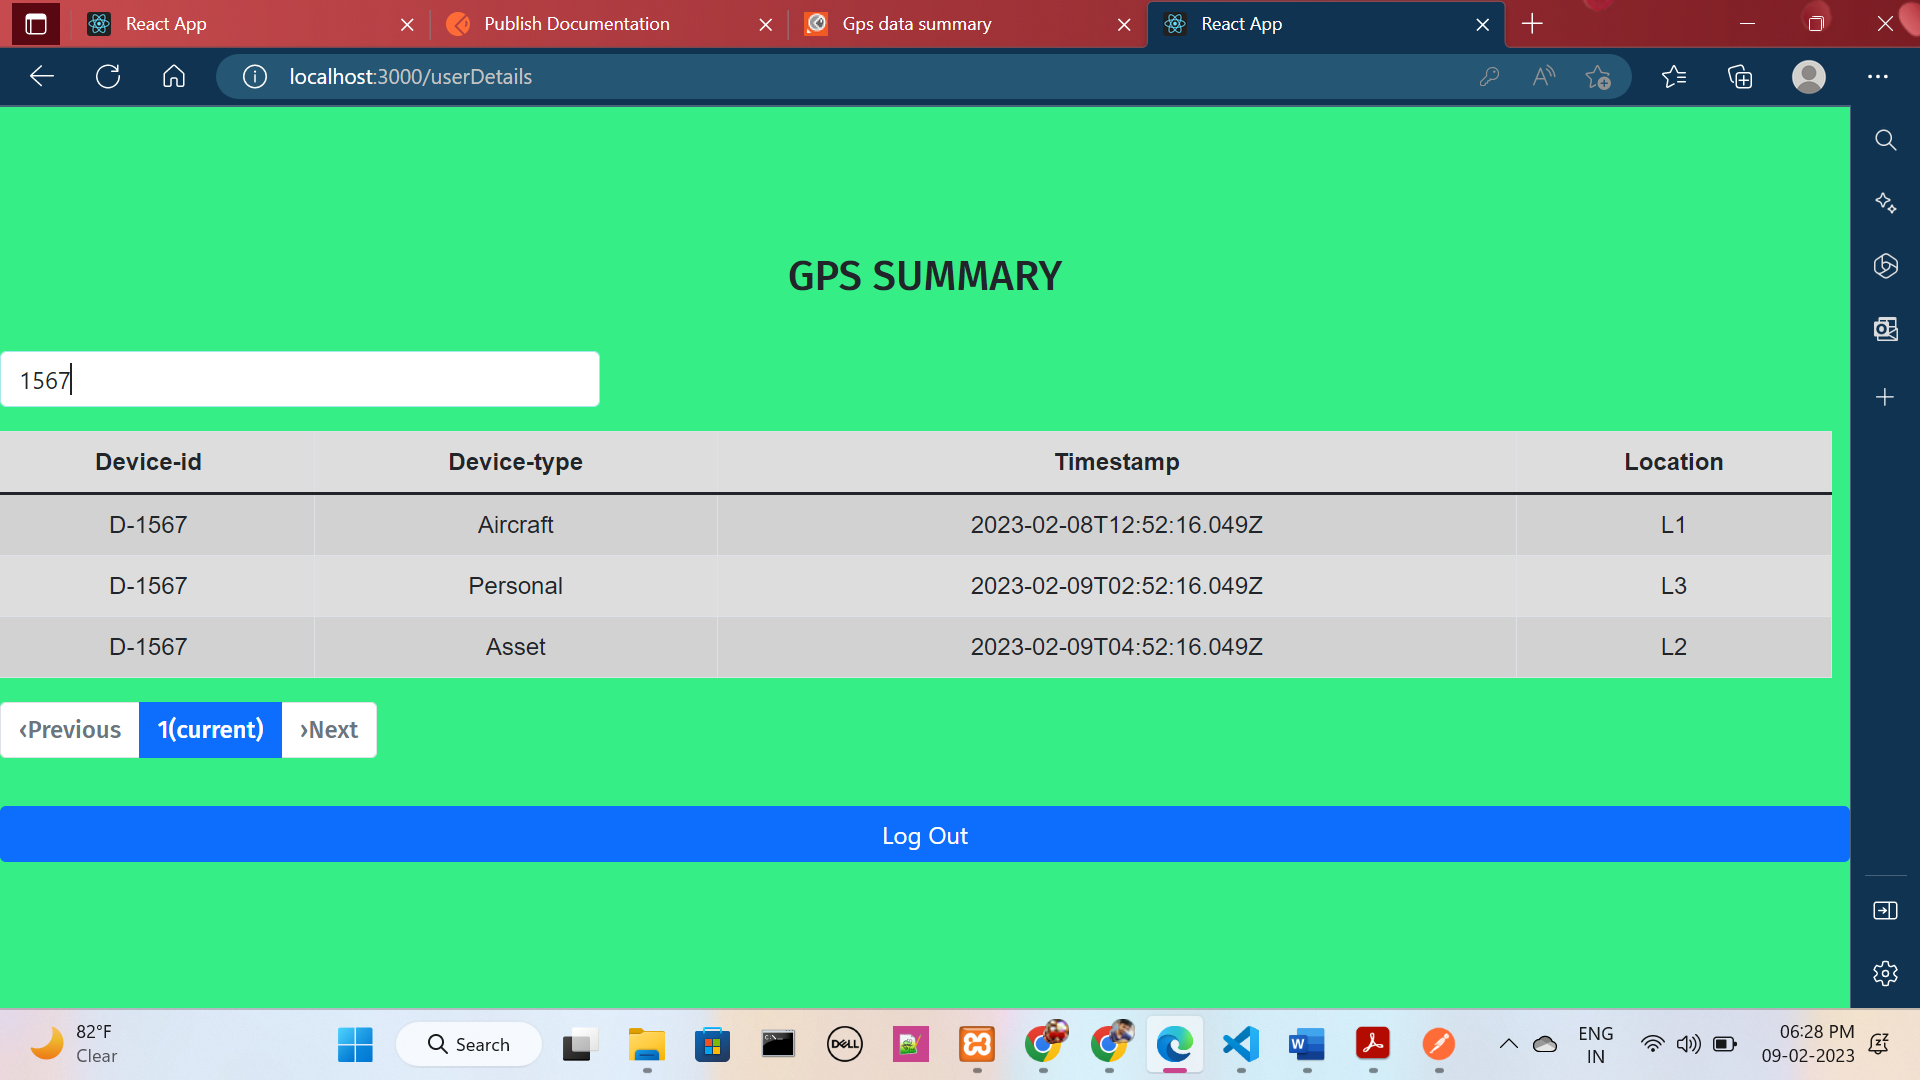 React App
Publish Documentation
Gps data summary
React App
localhost:3000/userDetails
GPS SUMMARY
1567
Device-id Device-type Timestamp Location
D-1567 Aircraft 2023-02-08T12:52:16.049Z L1
D-1567 Personal 2023-02-09T02:52:16.049Z L3
D-1567 Asset 2023-02-09T04:52:16.049Z L2
‹Previous 1(current) ›Next
Log Out
82°F
Clear
Search
DELL
ENG
IN
06:28 PM
09-02-2023